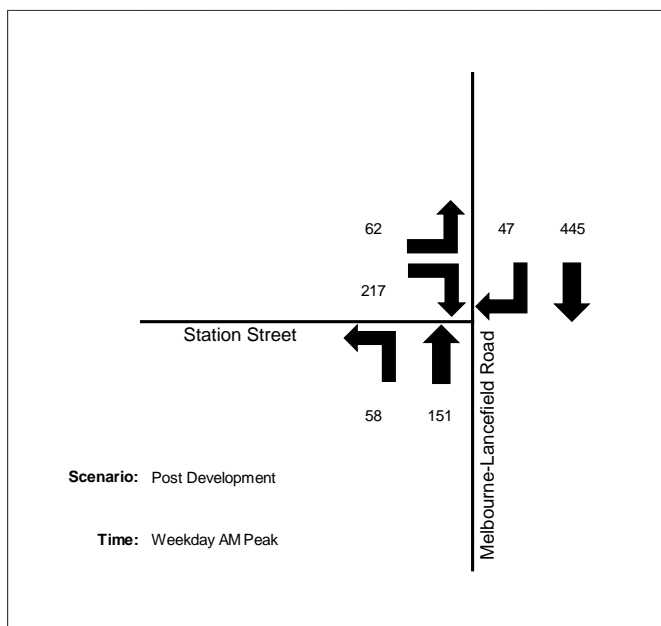 62
47
445
217
Station Street
Melbourne-Lancefield Road
58
151
Scenario: Post Development
Time: Weekday AM Peak